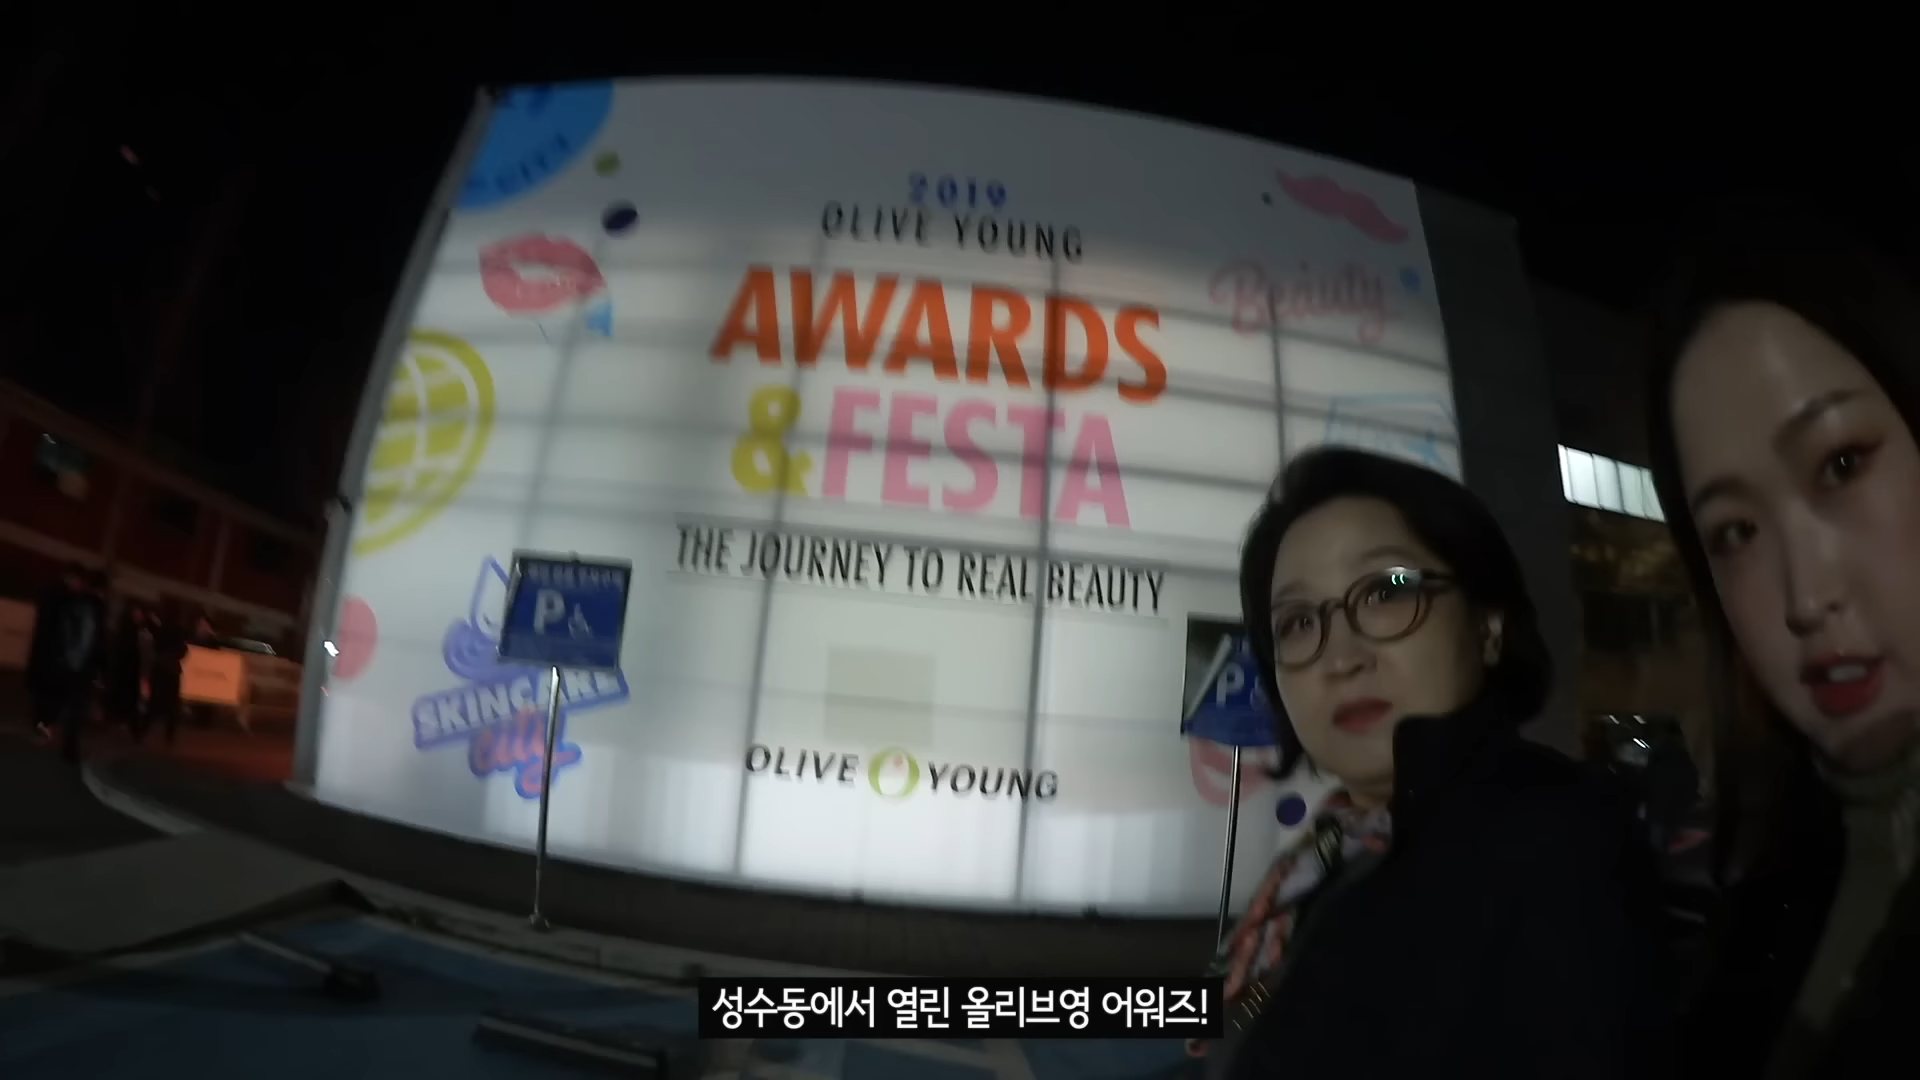 2019
OLIVE YOUNG
AWARDS
&FESTA
Beauty
THE JOURNEY TO REAL BEAUTY
P
P
SKINCARE
city
OLIVE YOUNG
성수동에서 열린 올리브영 어워즈!